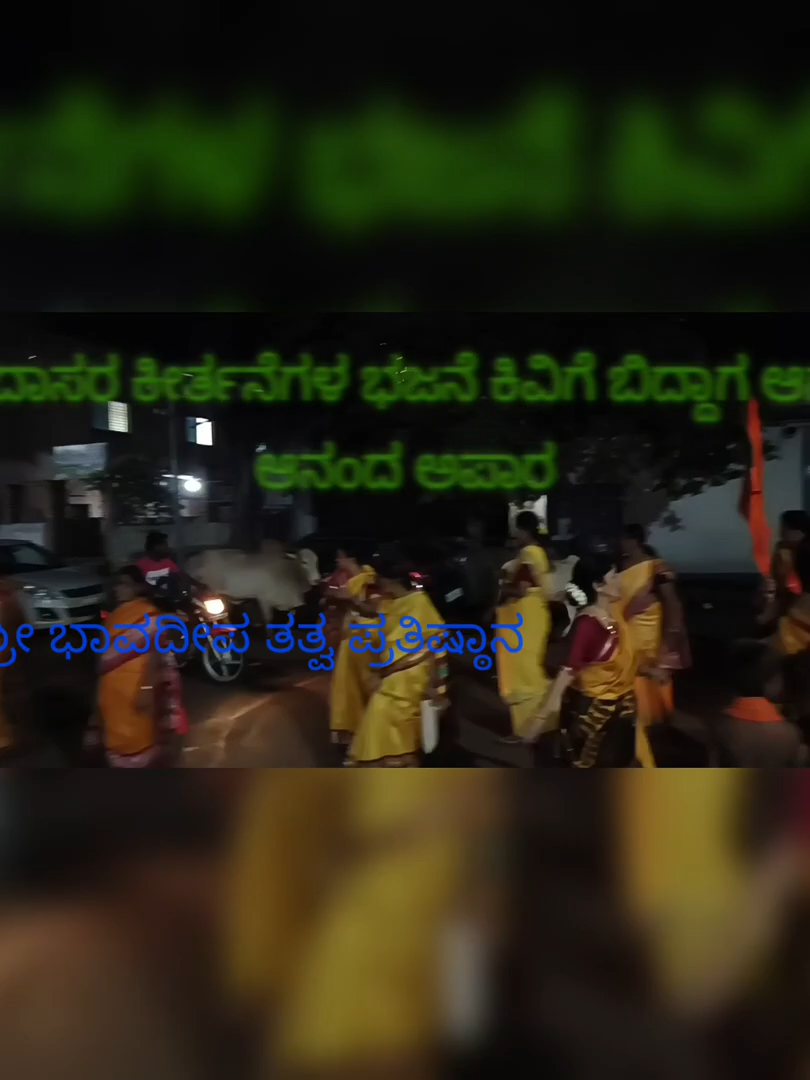 ದಾಸರ ಕೀರ್ತನೆಗಳ ಭಜನೆ ಕಿವಿಗೆ ಬಿದ್ದಾಗ
ಆನಂದ ಅಪಾರ
ಭಾವದೀಪ ತತ್ವ ಪ್ರತಿಷ್ಠಾನ